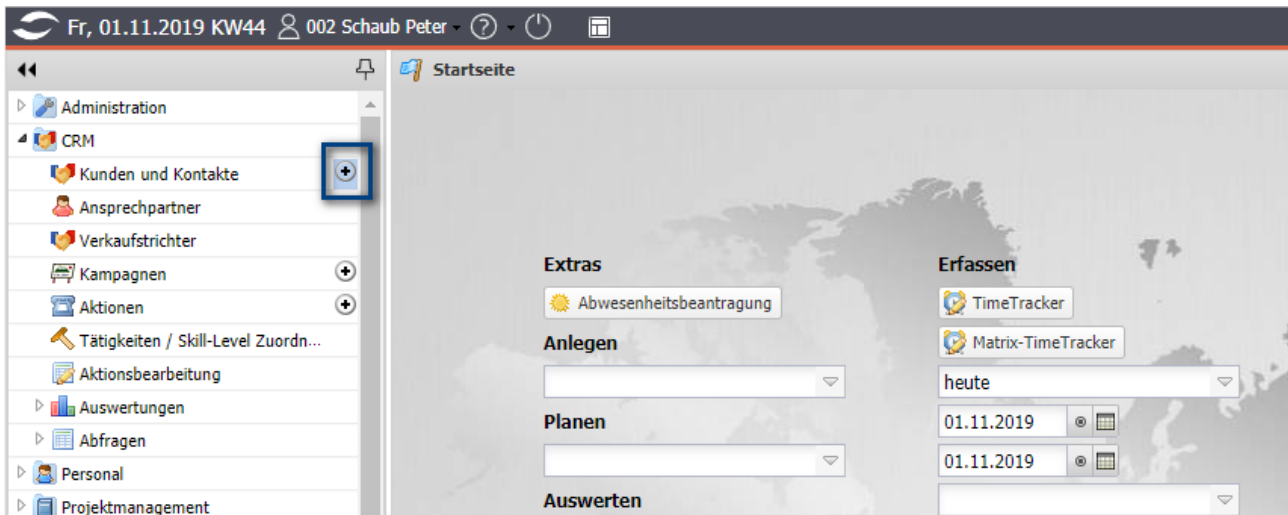 Fr, 01.11.2019 KW44 002 Schaub Peter
Startseite
Administration
CRM
Kunden und Kontakte
Ansprechpartner
Verkaufstrichter
Kampagnen
Aktionen
Tätigkeiten / Skill-Level Zuordn...
Aktionsbearbeitung
Auswertungen
Abfragen
Personal
Projektmanagement
Extras
Abwesenheitsbeantragung
Anlegen
Planen
Auswerten
Erfassen
TimeTracker
Matrix-TimeTracker
heute
01.11.2019
01.11.2019